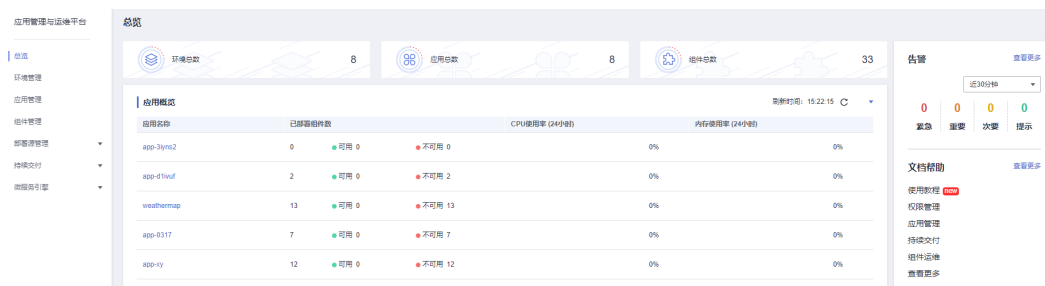 应用管理与运维平台
总览
环境管理
应用管理
组件管理
部署源管理
持续交付
微服务引擎
总览
环境总数 8
应用总数 8
组件总数 33
应用概览 刷新时间: 15:22:15
应用名称 已部署组件数 CPU使用率 (24小时) 内存使用率 (24小时)
app-3iyns2 0 可用 0 不可用 0 0% 0%
app-d1ivuf 2 可用 0 不可用 2 0% 0%
weathermap 13 可用 0 不可用 13 0% 0%
app-0317 7 可用 0 不可用 7 0% 0%
app-xy 12 可用 0 不可用 12 0% 0%
告警 查看更多
近30分钟
0 0 0 0
紧急 重要 次要 提示
文档帮助 查看更多
使用教程 new
权限管理
应用管理
持续交付
组件运维
查看更多